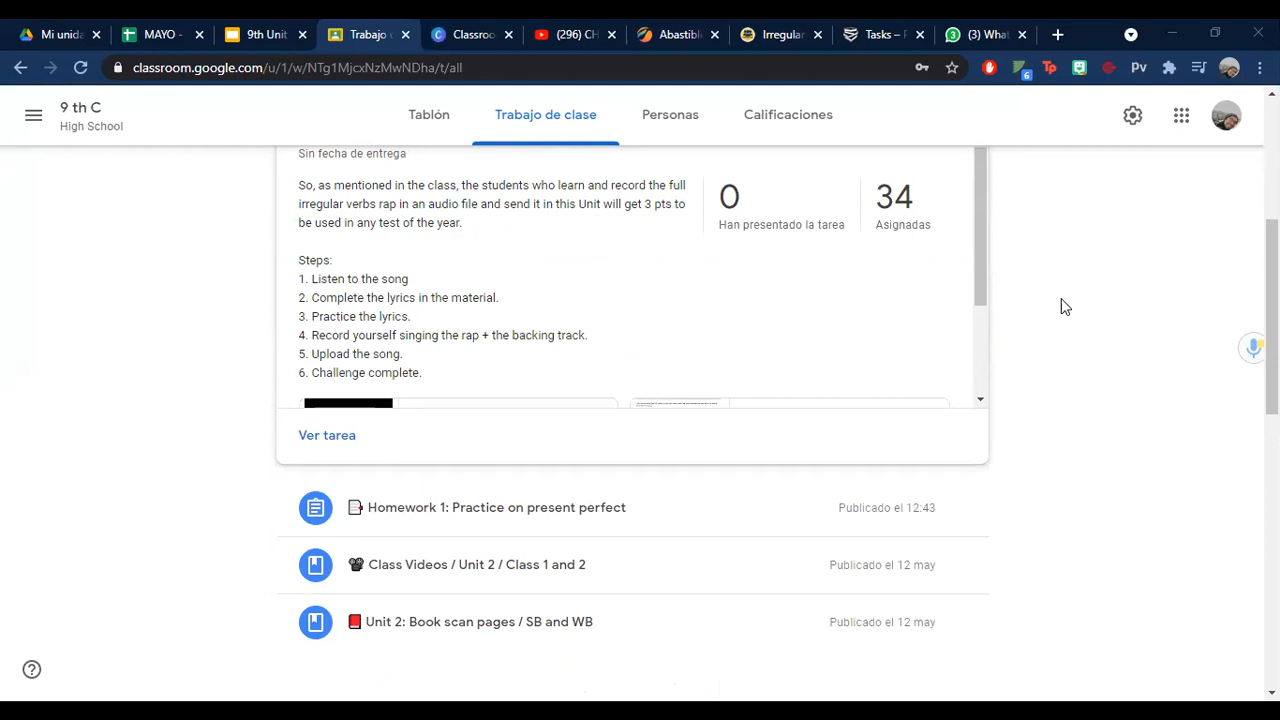 Mi unida
MAYO -
9th Unit
Trabajo
Classroo
(296) CH
Abastible
Irregular
Tasks – F
(3) What
classroom.google.com/u/1/w/NTg1MjcxNzMwNDha/t/all
6
Tp
Pv
9 th C
High School
Tablón
Trabajo de clase
Personas
Calificaciones
Sin fecha de entrega
So, as mentioned in the class, the students who learn and record the full
irregular verbs rap in an audio file and send it in this Unit will get 3 pts to
be used in any test of the year.
0
Han presentado la tarea
34
Asignadas
Steps:
1. Listen to the song
2. Complete the lyrics in the material.
3. Practice the lyrics.
4. Record yourself singing the rap + the backing track.
5. Upload the song.
6. Challenge complete.
Ver tarea
Homework 1: Practice on present perfect
Publicado el 12:43
Class Videos / Unit 2 / Class 1 and 2
Publicado el 12 may
Unit 2: Book scan pages / SB and WB
Publicado el 12 may